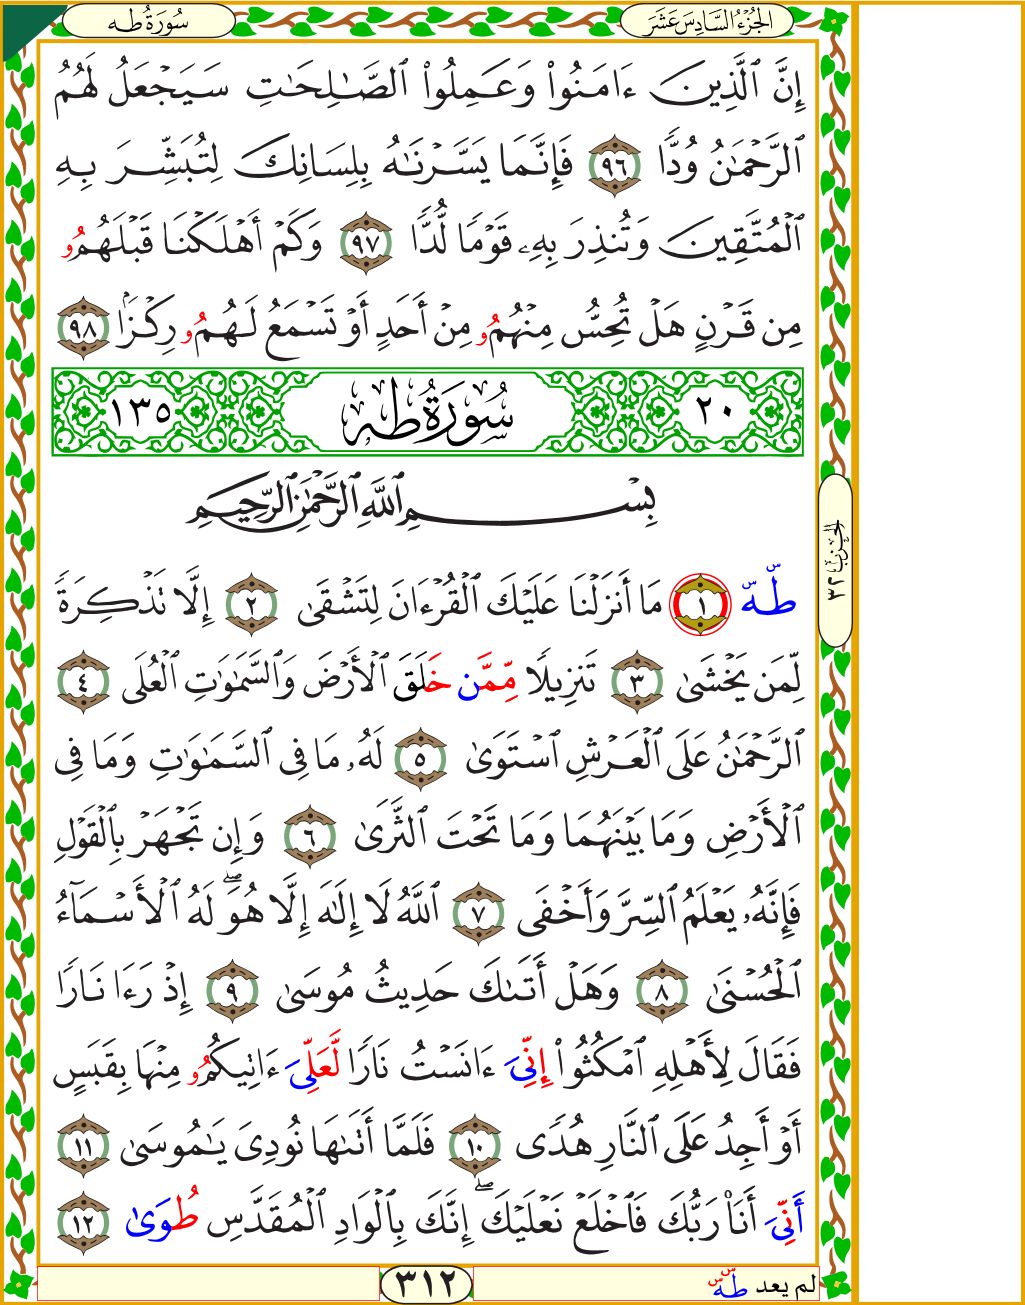 الجُزْءُ السَّادِسَ عَشَرَ
سُورَةُ طه
إِنَّ ٱلَّذِينَ ءَامَنُواْ وَعَمِلُواْ ٱلصَّـٰلِحَـٰتِ سَيَجْعَلُ لَهُمُ
ٱلرَّحْمَـٰنُ وُدًّا ٩٦ فَإِنَّمَا يَسَّرْنَـٰهُ بِلِسَانِكَ لِتُبَشِّرَ بِهِ
ٱلْمُتَّقِينَ وَتُنذِرَ بِهِۦ قَوْمًا لُّدًّا ٩٧ وَكَمْ أَهْلَكْنَا قَبْلَهُمُو
مِن قَرْنٍ هَلْ تُحِسُّ مِنْهُمُو مِنْ أَحَدٍ أَوْ تَسْمَعُ لَهُمُو رِكْزًا ٩٨
٢٠ سُورَةُ طه ١٣٥
بِسْمِ ٱللَّهِ ٱلرَّحْمَـٰنِ ٱلرَّحِيمِ
طه ١ مَا أَنزَلْنَا عَلَيْكَ ٱلْقُرْءَانَ لِتَشْقَى ٢ إِلَّا تَذْكِرَةً
لِّمَن يَخْشَىٰ ٣ تَنزِيلًا مِّمَّن خَلَقَ ٱلْأَرْضَ وَٱلسَّمَـٰوَٰتِ ٱلْعُلَى ٤
ٱلرَّحْمَـٰنُ عَلَى ٱلْعَرْشِ ٱسْتَوَىٰ ٥ لَهُۥ مَا فِى ٱلسَّمَـٰوَٰتِ وَمَا فِى
ٱلْأَرْضِ وَمَا بَيْنَهُمَا وَمَا تَحْتَ ٱلثَّرَىٰ ٦ وَإِن تَجْهَرْ بِٱلْقَوْلِ
فَإِنَّهُۥ يَعْلَمُ ٱلسِّرَّ وَأَخْفَى ٧ ٱللَّهُ لَا إِلَـٰهَ إِلَّا هُوَۖ لَهُ ٱلْأَسْمَآءُ
ٱلْحُسْنَىٰ ٨ وَهَلْ أَتَىٰكَ حَدِيثُ مُوسَىٰ ٩ إِذْ رَءَا نَارًا
فَقَالَ لِأَهْلِهِ ٱمْكُثُواْ إِنِّىَ ءَانَسْتُ نَارًا لَّعَلِّىَ ءَاتِيكُمُو مِنْهَا بِقَبَسٍ
أَوْ أَجِدُ عَلَى ٱلنَّارِ هُدًى ١٠ فَلَمَّا أَتَىٰهَا نُودِىَ يَـٰمُوسَىٰ ١١
أَنِّىَ أَنَا۠ رَبُّكَ فَٱخْلَعْ نَعْلَيْكَۖ إِنَّكَ بِٱلْوَادِ ٱلْمُقَدَّسِ طُوَىٰ ١٢
الحِزْبُ ٣٢
لم يعد طه
٣١٢